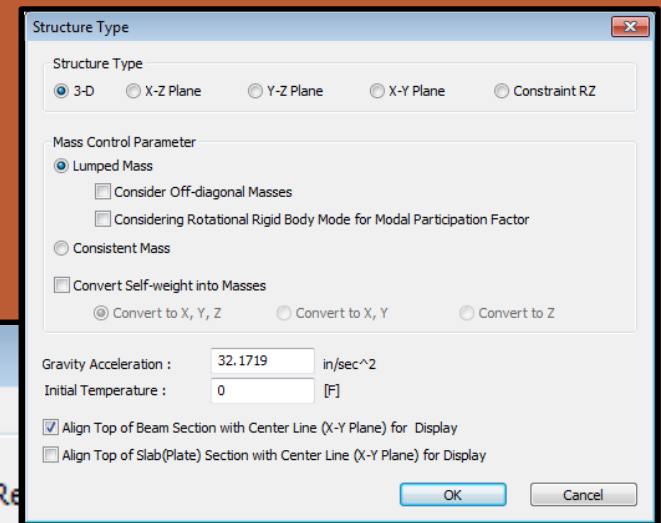 Structure Type
Structure Type
3-D X-Z Plane Y-Z Plane X-Y Plane Constraint RZ
Mass Control Parameter
Lumped Mass
Consider Off-diagonal Masses
Considering Rotational Rigid Body Mode for Modal Participation Factor
Consistent Mass
Convert Self-weight into Masses
Convert to X, Y, Z Convert to X, Y Convert to Z
Gravity Acceleration : 32.1719 in/sec^2
Initial Temperature : 0 [F]
Align Top of Beam Section with Center Line (X-Y Plane) for Display
Align Top of Slab(Plate) Section with Center Line (X-Y Plane) for Display
Re
OK Cancel